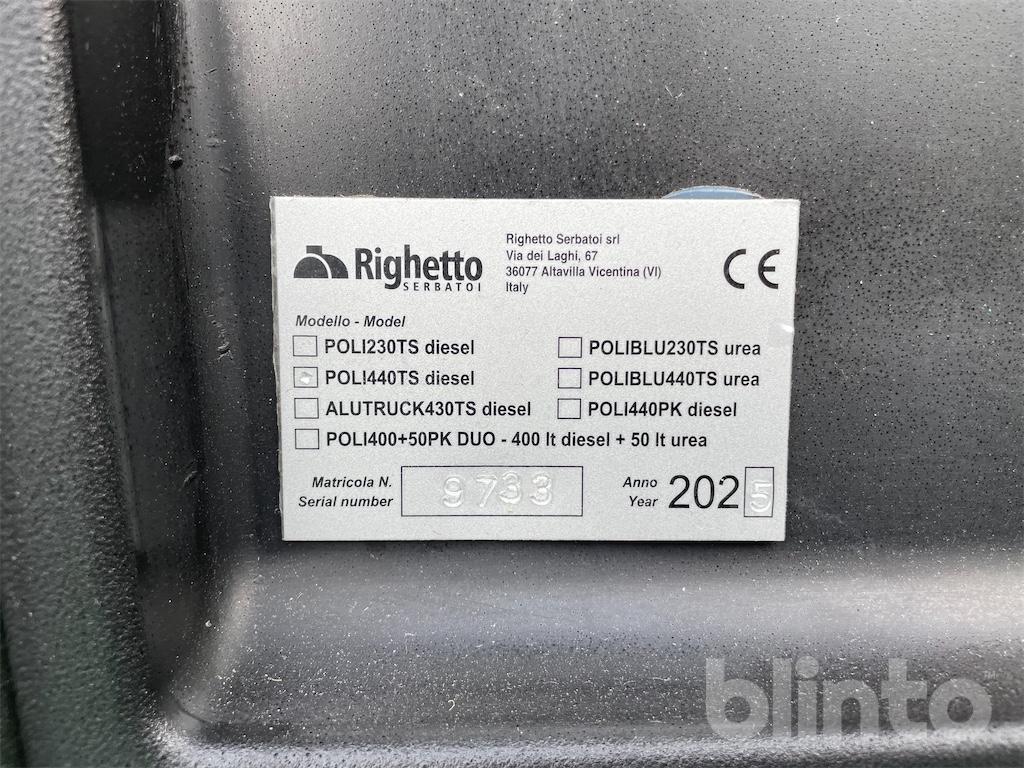 Righetto
SERBATOI
Righetto Serbatoi srl
Via dei Laghi, 67
36077 Altavilla Vicentina (VI)
Italy
CE
Modello - Model
POLI230TS diesel
POLIBLU230TS urea
POLI440TS diesel
POLIBLU440TS urea
ALUTRUCK430TS diesel
POLI440PK diesel
POLI400+50PK DUO - 400 lt diesel + 50 lt urea
Matricola N.
Serial number
9733
Anno
Year
2025
blinto™